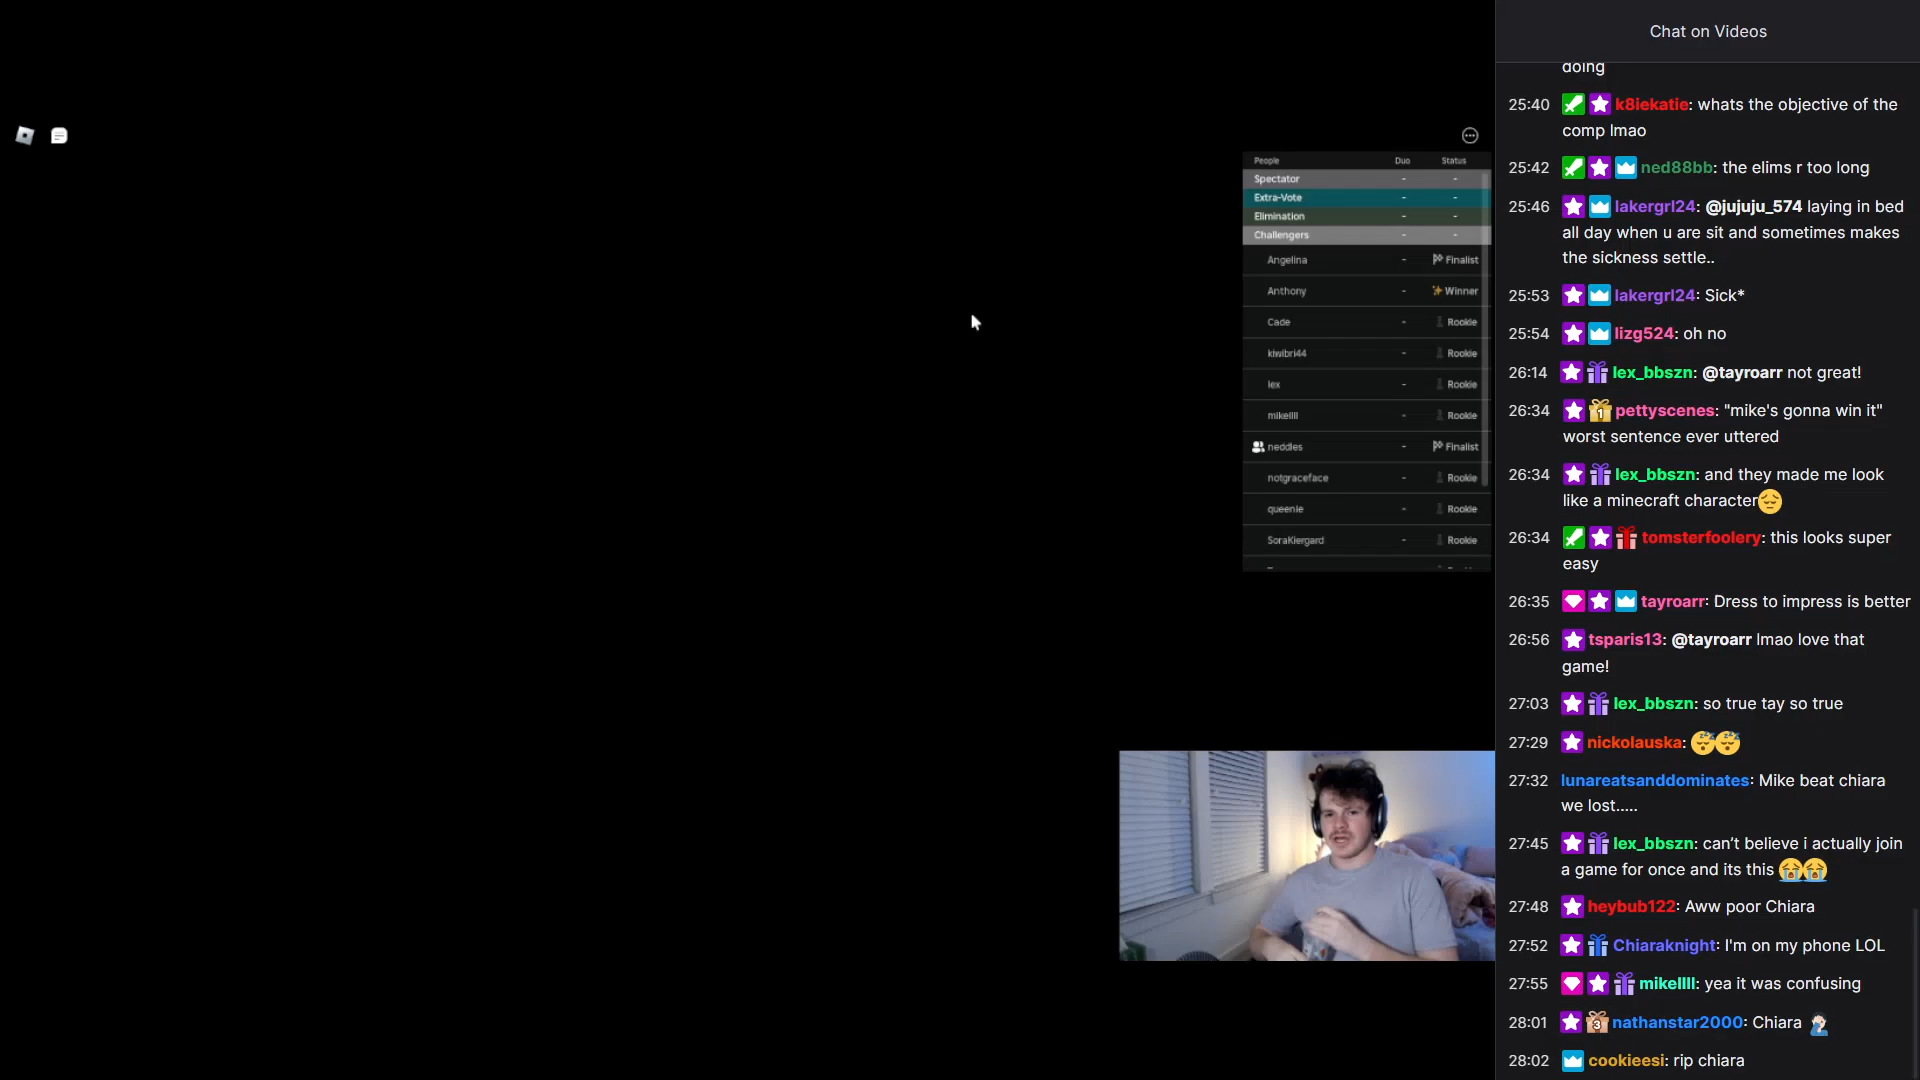 Chat on Videos
doing
25:40 k8iekatie: whats the objective of the
comp lmao
25:42 ned88bb: the elims r too long
25:46 lakergrl24: @jujuju_574 laying in bed
all day when u are sit and sometimes makes
the sickness settle..
25:53 lakergrl24: Sick*
25:54 lizg524: oh no
26:14 lex_bbszn: @tayroarr not great!
26:34 pettyscenes: "mike's gonna win it"
worst sentence ever uttered
26:34 lex_bbszn: and they made me look
like a minecraft character😔
26:34 tomsterfoolery: this looks super
easy
26:35 tayroarr: Dress to impress is better
26:56 tsparis13: @tayroarr lmao love that
game!
27:03 lex_bbszn: so true tay so true
27:29 nickolauska: 😴😴
27:32 lunareatsanddominates: Mike beat chiara
we lost.....
27:45 lex_bbszn: can’t believe i actually join
a game for once and its this 😭😭
27:48 heybub122: Aww poor Chiara
27:52 Chiaraknight: I'm on my phone LOL
27:55 mikellll: yea it was confusing
28:01 nathanstar2000: Chiara 🤦🏻
28:02 cookieesi: rip chiara
People Duo Status
Spectator - -
Extra-Vote - -
Elimination - -
Challengers - -
Angelina - Finalist
Anthony - Winner
Cade - Rookie
kiwibri44 - Rookie
lex - Rookie
mikellll - Rookie
neddles - Finalist
notgraceface - Rookie
queenie - Rookie
SoraKiergard - Rookie